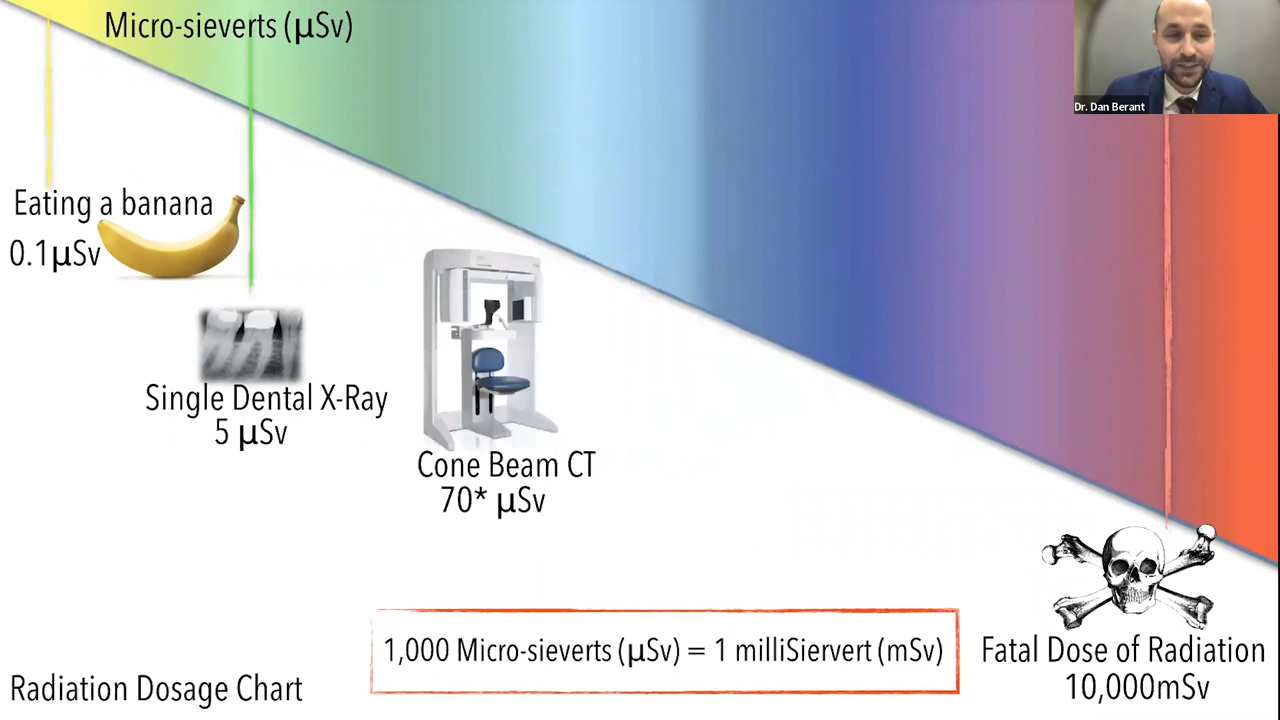 Micro-sieverts (µSv)
Dr. Dan Berant
Eating a banana
0.1µSv
Single Dental X-Ray
5 µSv
Cone Beam CT
70* µSv
1,000 Micro-sieverts (µSv) = 1 milliSiervert (mSv)
Fatal Dose of Radiation
10,000mSv
Radiation Dosage Chart